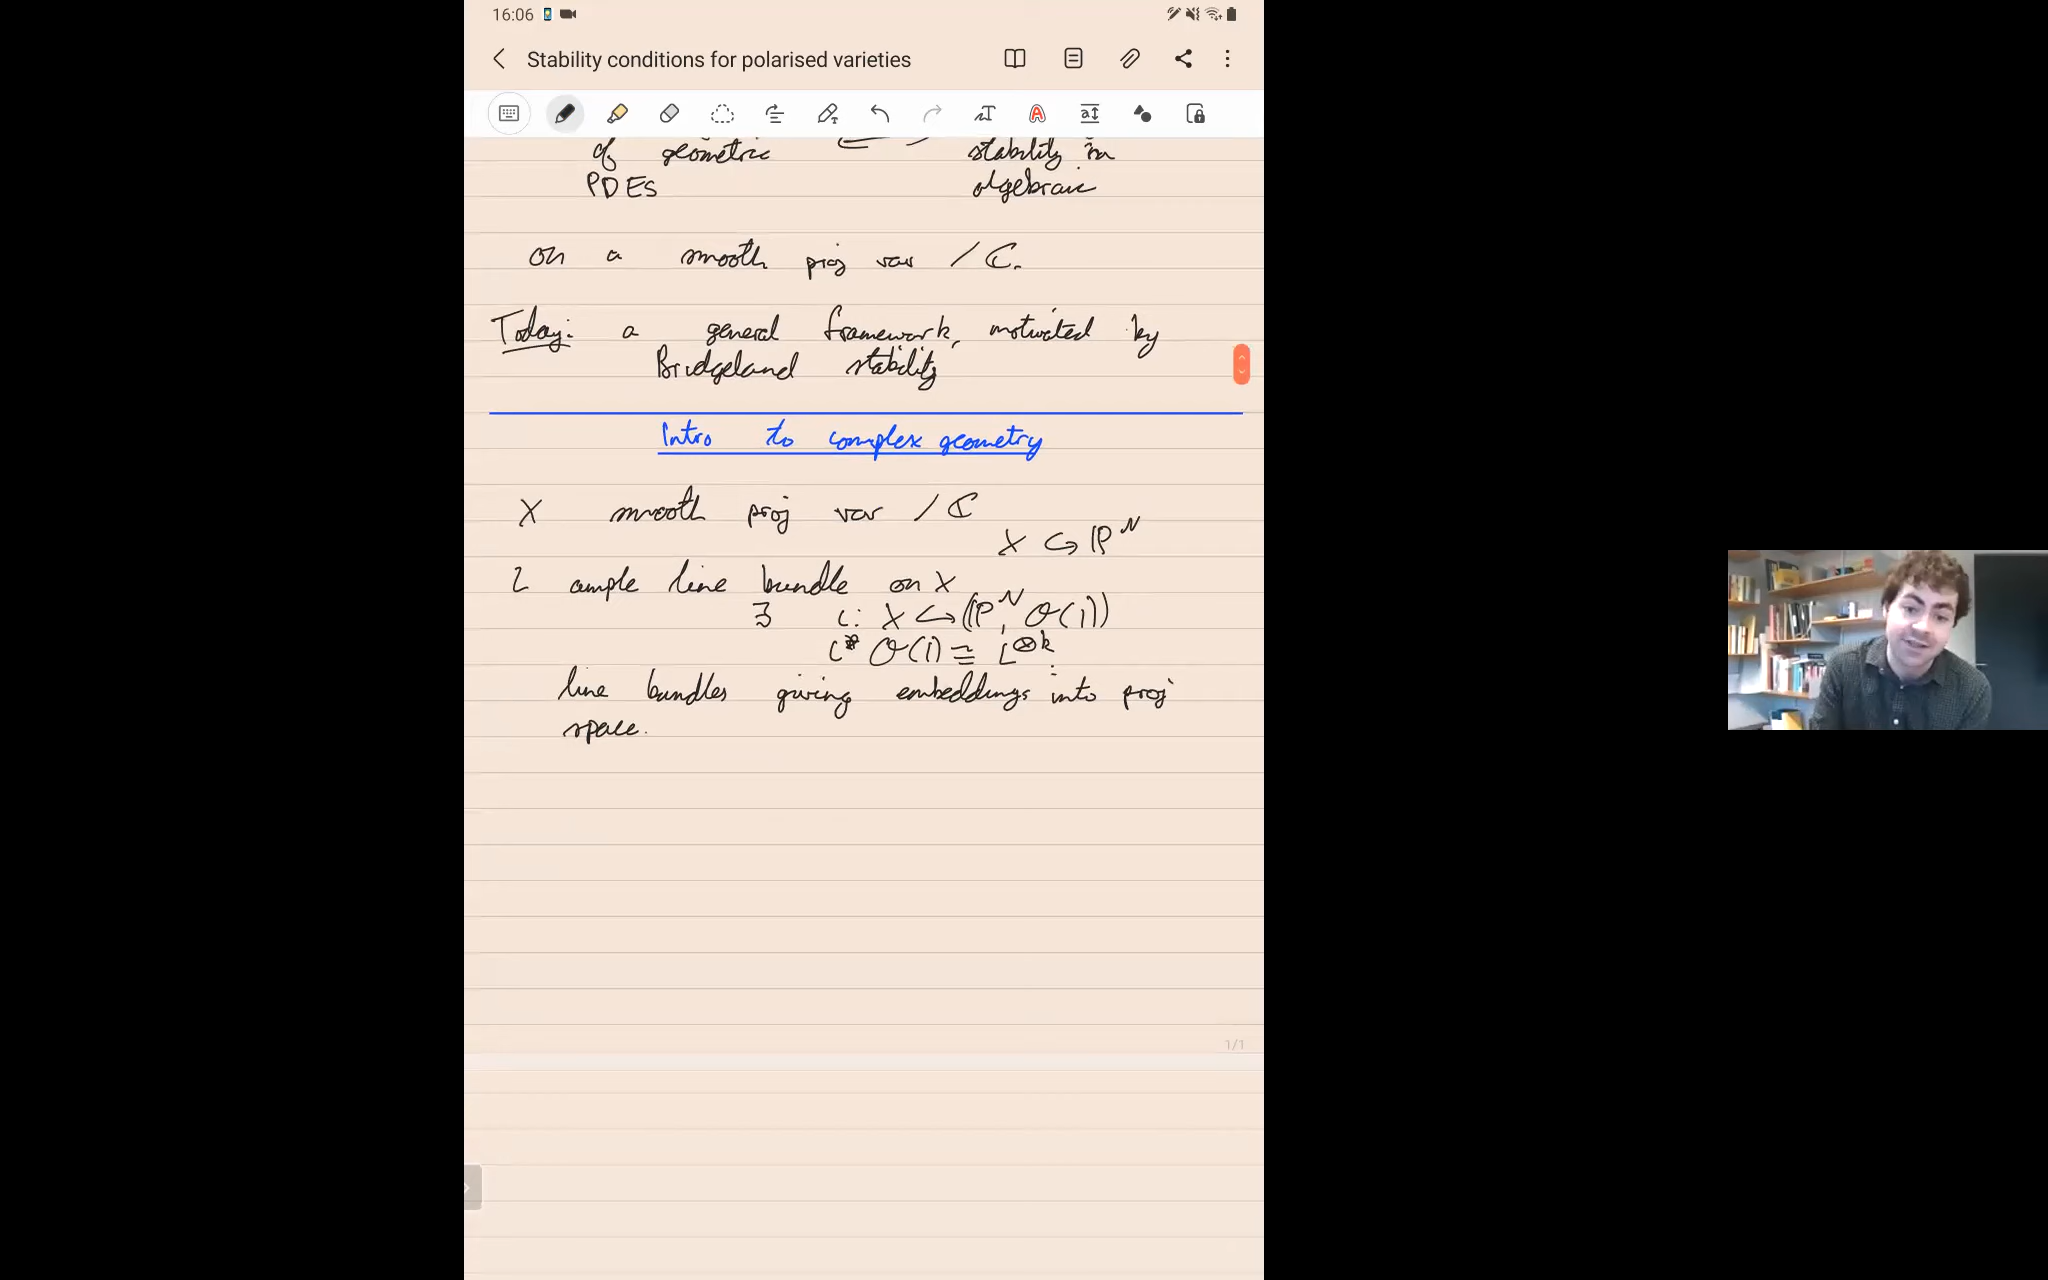 16:06
Stability conditions for polarised varieties
of geometric stability in
PDEs algebraic
on a smooth proj var / ℂ.
Today: a general framework, motivated by
Bridgeland stability
Intro to complex geometry
X smooth proj var / ℂ
X ↪ ℙ^N
L ample line bundle on X
∃ i: X ↪ (ℙ^N, O(1))
i* O(1) ≅ L^⊗k
line bundles giving embeddings into proj
space.
1/1